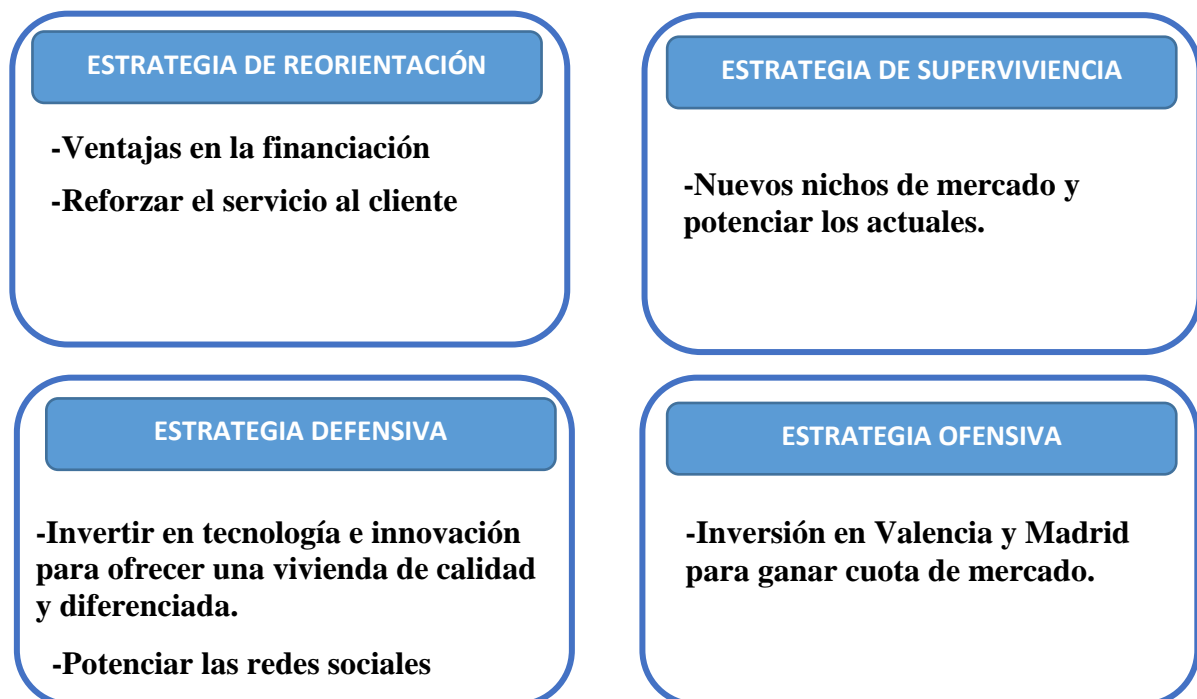 ESTRATEGIA DE REORIENTACIÓN
-Ventajas en la financiación
-Reforzar el servicio al cliente
ESTRATEGIA DE SUPERVIVIENCIA
-Nuevos nichos de mercado y
potenciar los actuales.
ESTRATEGIA DEFENSIVA
-Invertir en tecnología e innovación
para ofrecer una vivienda de calidad
y diferenciada.
-Potenciar las redes sociales
ESTRATEGIA OFENSIVA
-Inversión en Valencia y Madrid
para ganar cuota de mercado.